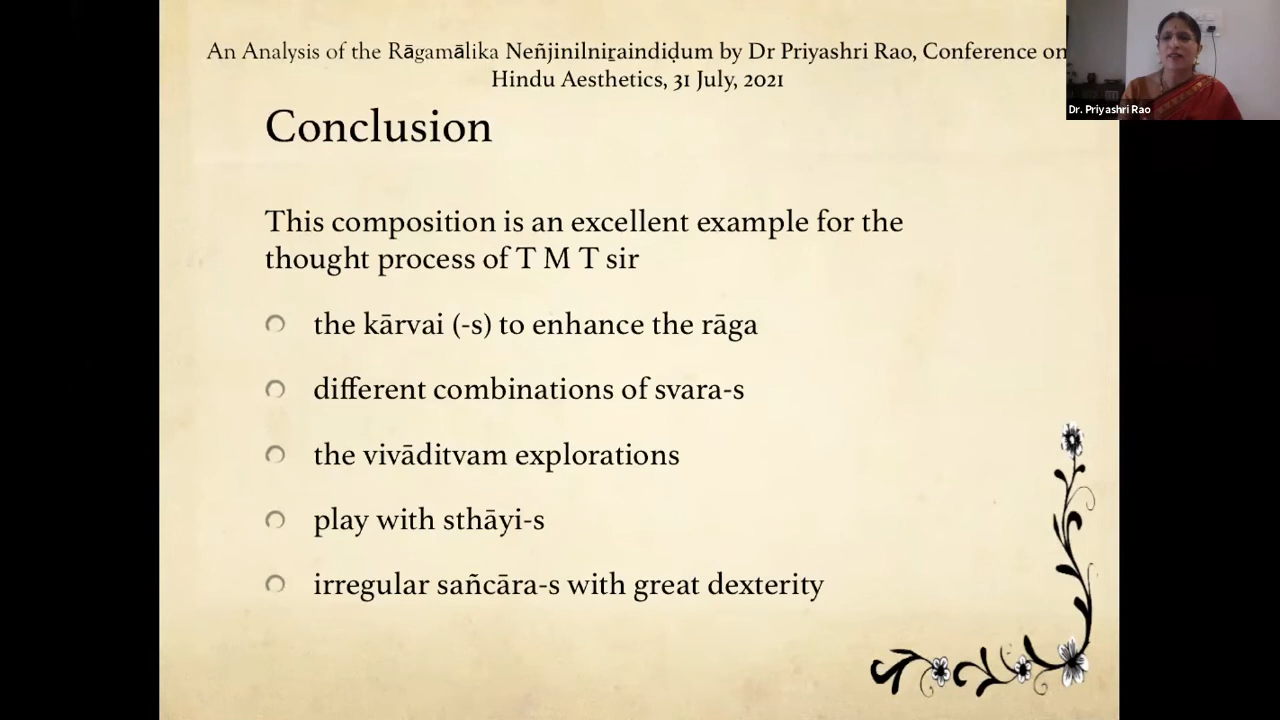 An Analysis of the Rāgamālika Neñjinilniṟaindiḍum by Dr Priyashri Rao, Conference on
Hindu Aesthetics, 31 July, 2021
Dr. Priyashri Rao
Conclusion
This composition is an excellent example for the
thought process of T M T sir
the kārvai (-s) to enhance the rāga
different combinations of svara-s
the vivāditvam explorations
play with sthāyi-s
irregular sañcāra-s with great dexterity